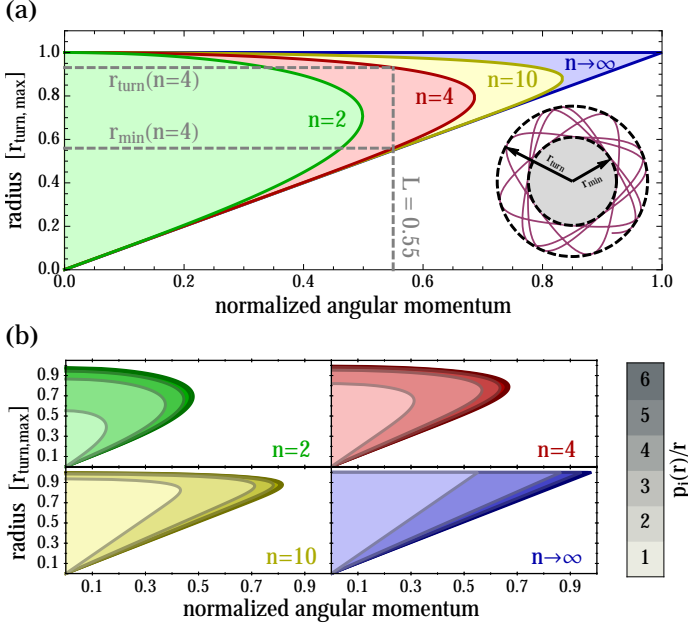 (a)
1.0
0.8
0.6
0.4
0.2
0.0
radius [r_turn, max]
r_turn(n=4)
r_min(n=4)
n=2
n=4
n=10
n→∞
L = 0.55
r_turn
r_min
0.0 0.2 0.4 0.6 0.8 1.0
normalized angular momentum
(b)
0.9
0.7
0.5
0.3
0.1
n=2
n=4
0.9
0.7
0.5
0.3
0.1
n=10
n→∞
radius [r_turn,max]
0.1 0.3 0.5 0.7 0.9 0.1 0.3 0.5 0.7 0.9
normalized angular momentum
6
5
4
3
2
1
p_i(r)/r